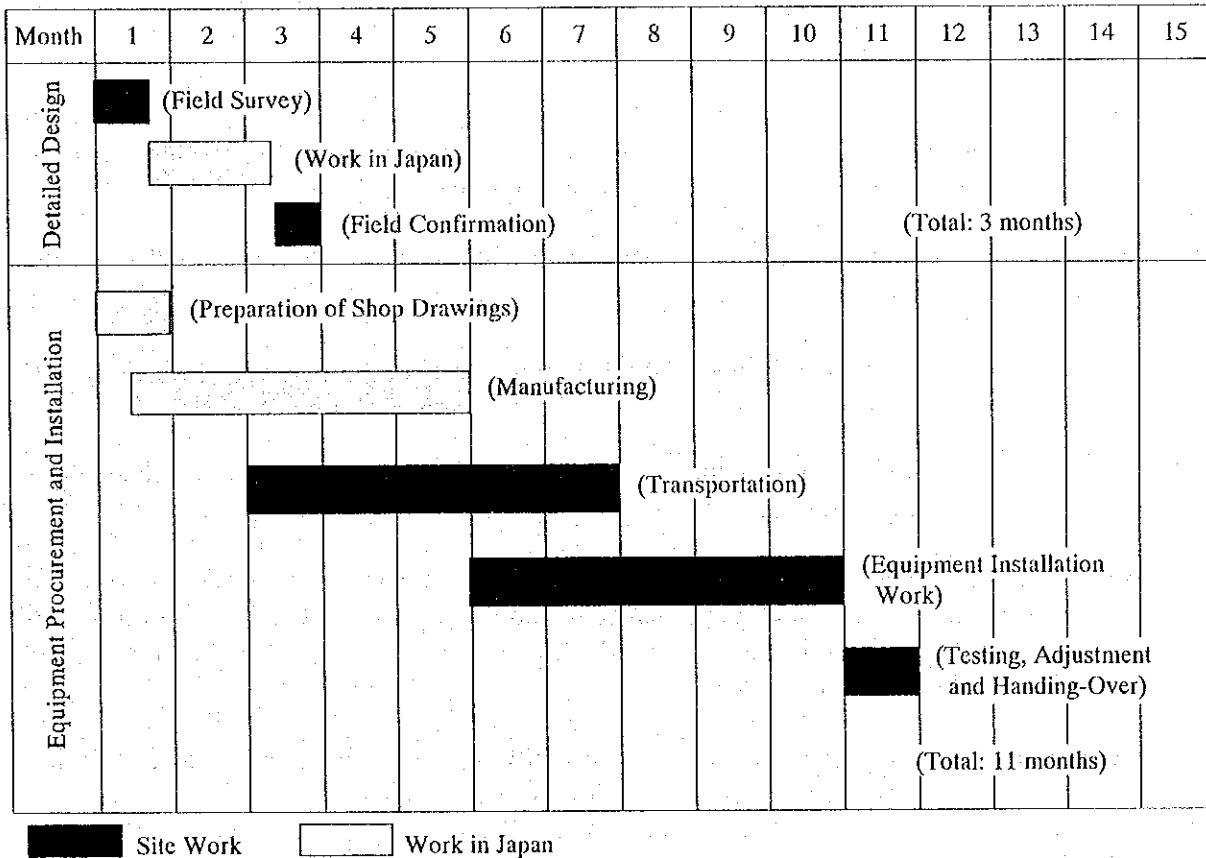 Month 1 2 3 4 5 6 7 8 9 10 11 12 13 14 15
Detailed Design
(Field Survey)
(Work in Japan)
(Field Confirmation)
(Total: 3 months)
Equipment Procurement and Installation
(Preparation of Shop Drawings)
(Manufacturing)
(Transportation)
(Equipment Installation
Work)
(Testing, Adjustment
and Handing-Over)
(Total: 11 months)
Site Work
Work in Japan